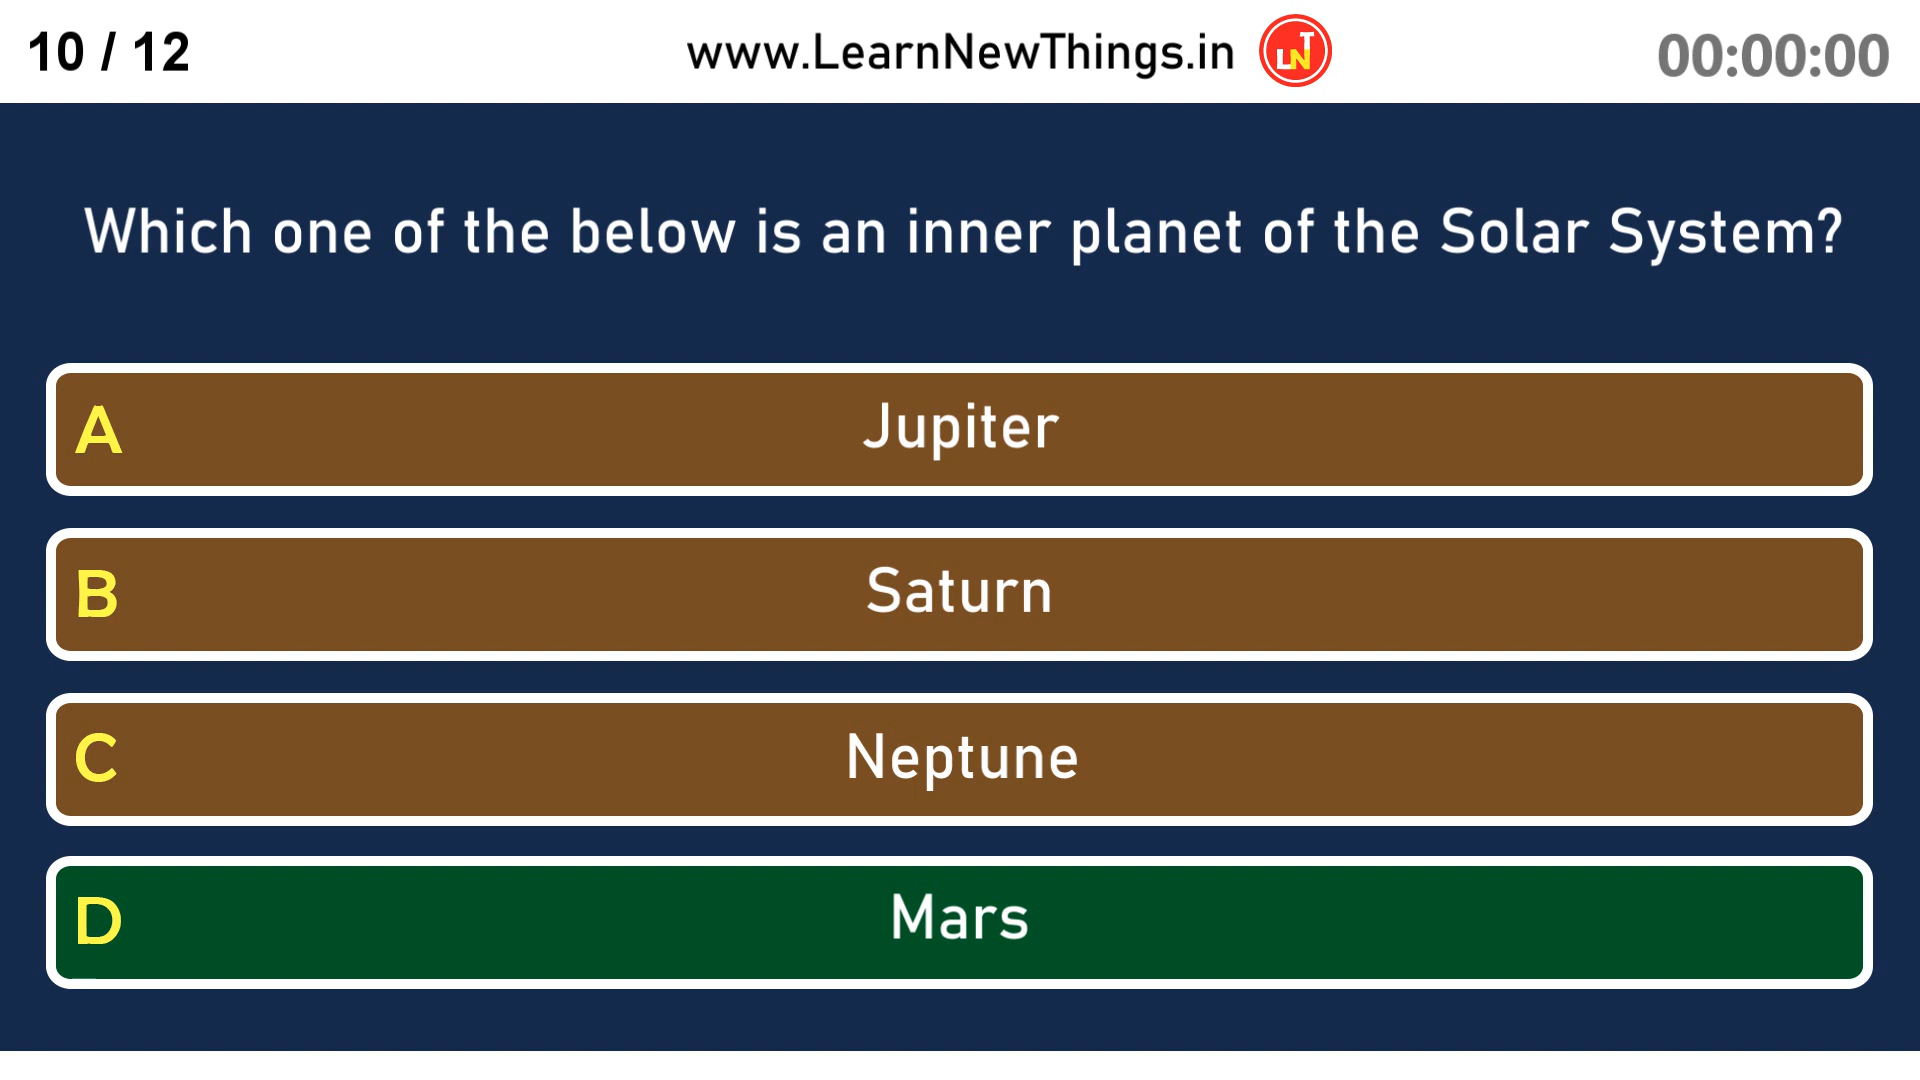 10 / 12
www.LearnNewThings.in
LNT
00:00:00
Which one of the below is an inner planet of the Solar System?
A Jupiter
B Saturn
C Neptune
D Mars